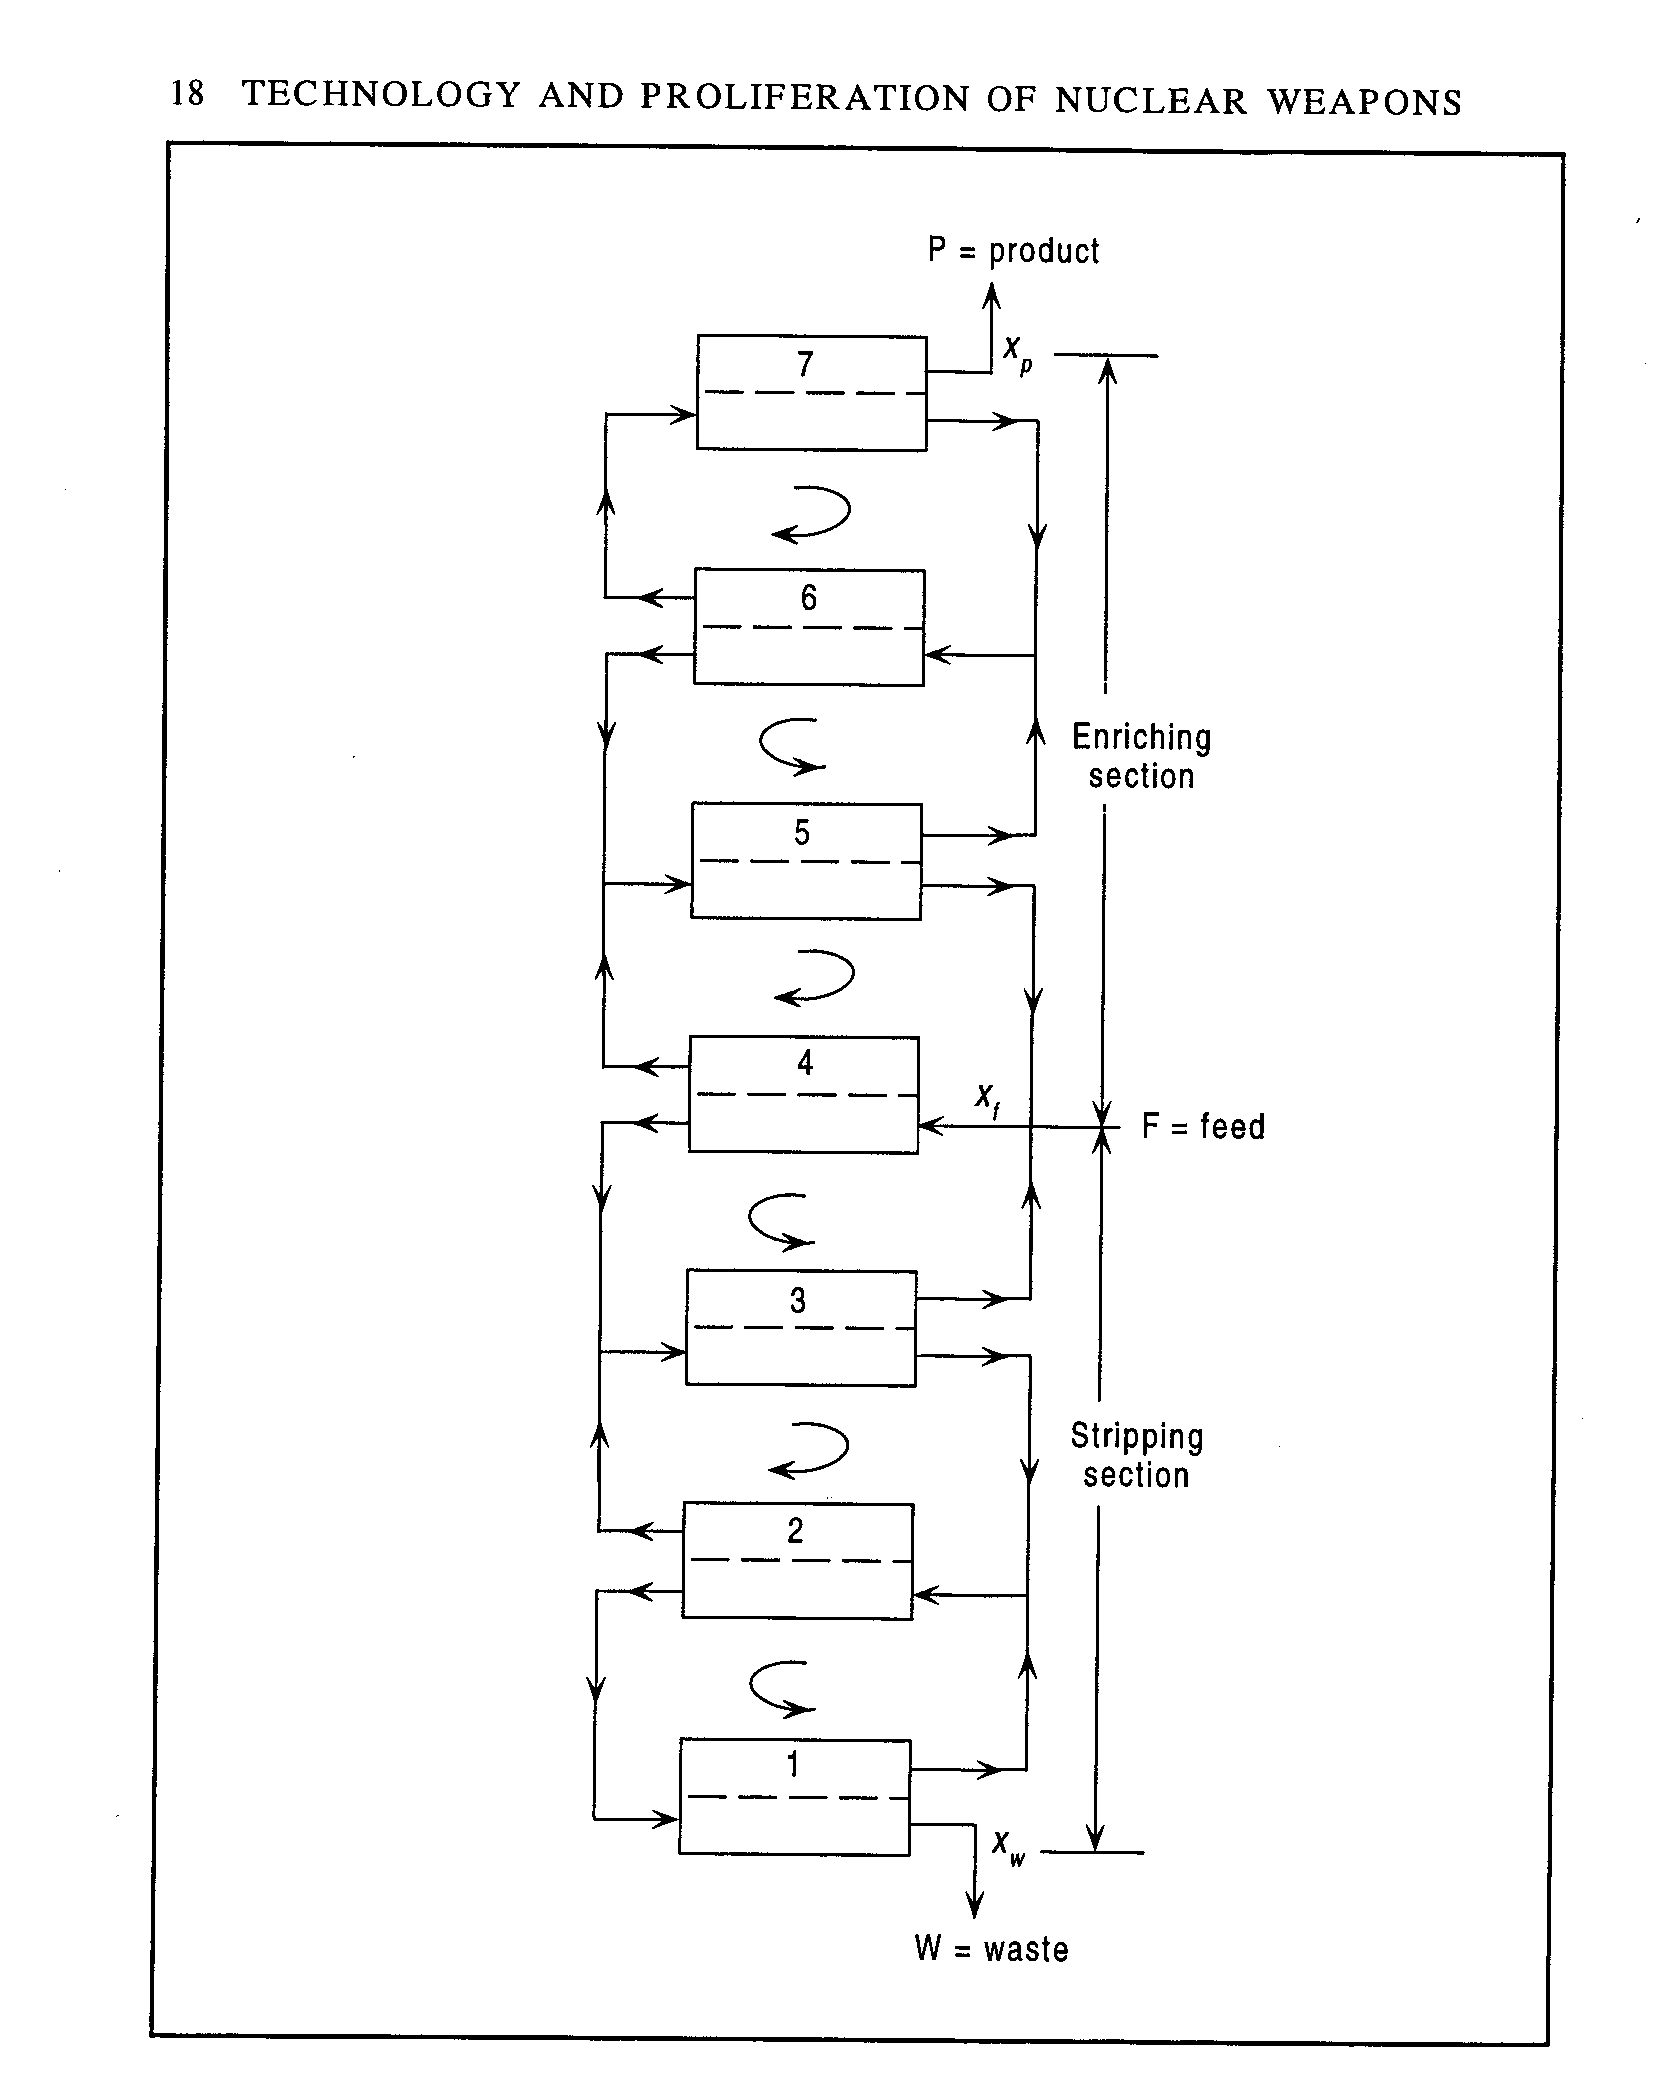 18 TECHNOLOGY AND PROLIFERATION OF NUCLEAR WEAPONS
P = product
7
x_p
6
Enriching
section
5
4
x_f
F = feed
3
Stripping
section
2
1
x_w
W = waste